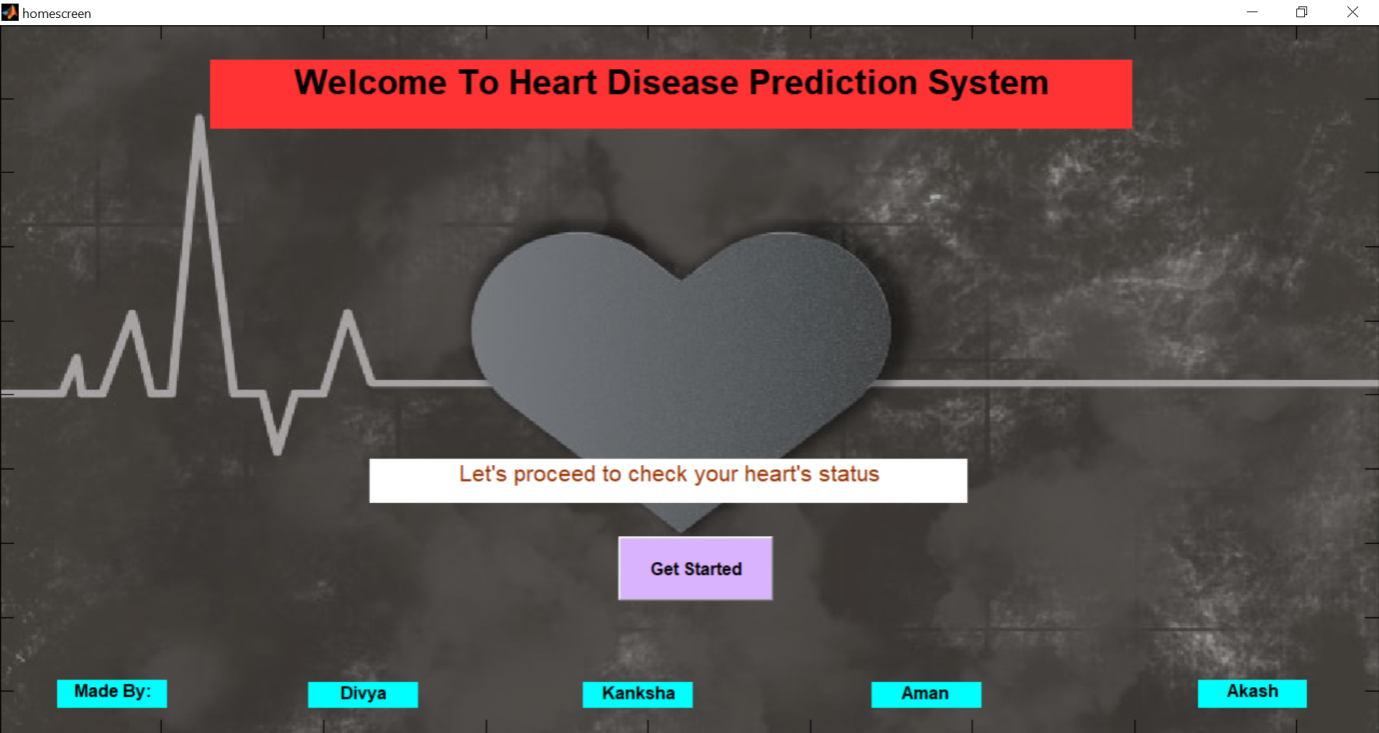 homescreen
Welcome To Heart Disease Prediction System
Let's proceed to check your heart's status
Get Started
Made By:
Divya
Kanksha
Aman
Akash